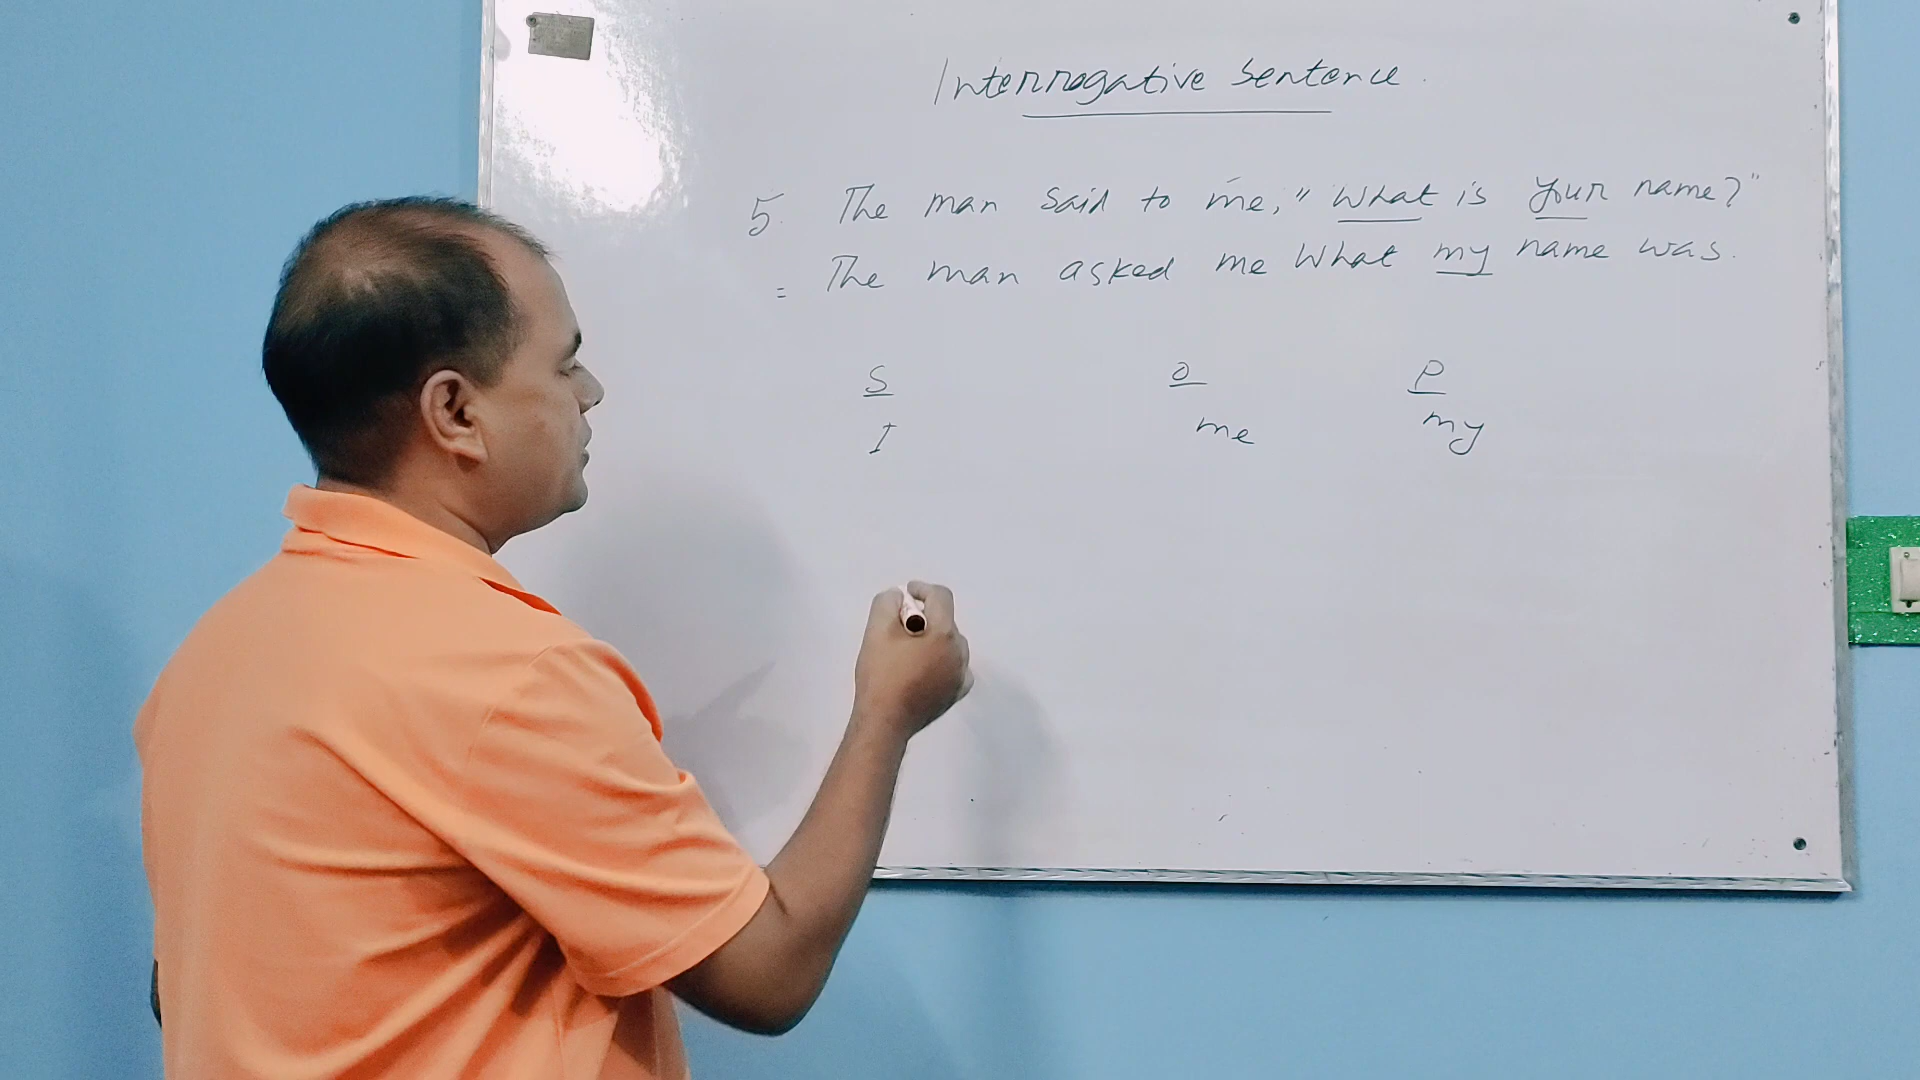 Interrogative Sentence.
5. The man said to me, "What is your name?"
= The man asked me What my name was.
S O P
I me my